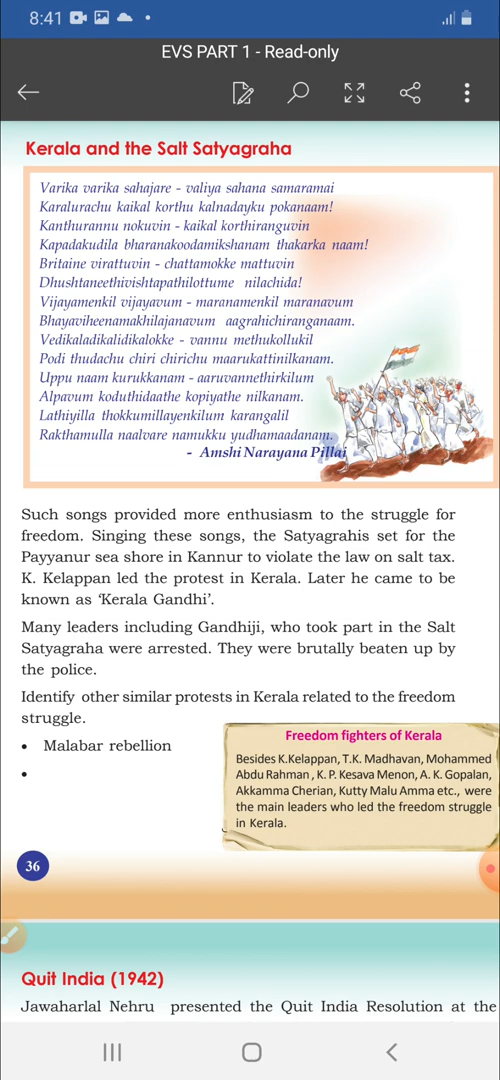 8:41
EVS PART 1 - Read-only
Kerala and the Salt Satyagraha
Varika varika sahajare - valiya sahana samaramai
Karalurachu kaikal korthu kalnadayku pokanaam!
Kanthurannu nokuvin - kaikal korthiranguvin
Kapadakudila bharanakoodamikshanam thakarka naam!
Britaine virattuvin - chattamokke mattuvin
Dhushtaneethivishtapathilottume nilachida!
Vijayamenkil vijayavum - maranamenkil maranavum
Bhayaviheenamakhilajanavum aagrahichiranganaam.
Vedikaladikalidikalokke - vannu methukollukil
Podi thudachu chiri chirichu maarukattinilkanam.
Uppu naam kurukkanam - aaruvannethirkilum
Alpavum koduthidaathe kopiyathe nilkanam.
Lathiyilla thokkumillayenkilum karangalil
Rakthamulla naalvare namukku yudhamaadanam.
- Amshi Narayana Pillai
Such songs provided more enthusiasm to the struggle for
freedom. Singing these songs, the Satyagrahis set for the
Payyanur sea shore in Kannur to violate the law on salt tax.
K. Kelappan led the protest in Kerala. Later he came to be
known as ‘Kerala Gandhi’.
Many leaders including Gandhiji, who took part in the Salt
Satyagraha were arrested. They were brutally beaten up by
the police.
Identify other similar protests in Kerala related to the freedom
struggle.
• Malabar rebellion
•
Freedom fighters of Kerala
Besides K.Kelappan, T.K. Madhavan, Mohammed
Abdu Rahman , K. P. Kesava Menon, A. K. Gopalan,
Akkamma Cherian, Kutty Malu Amma etc., were
the main leaders who led the freedom struggle
in Kerala.
36
Quit India (1942)
Jawaharlal Nehru presented the Quit India Resolution at the